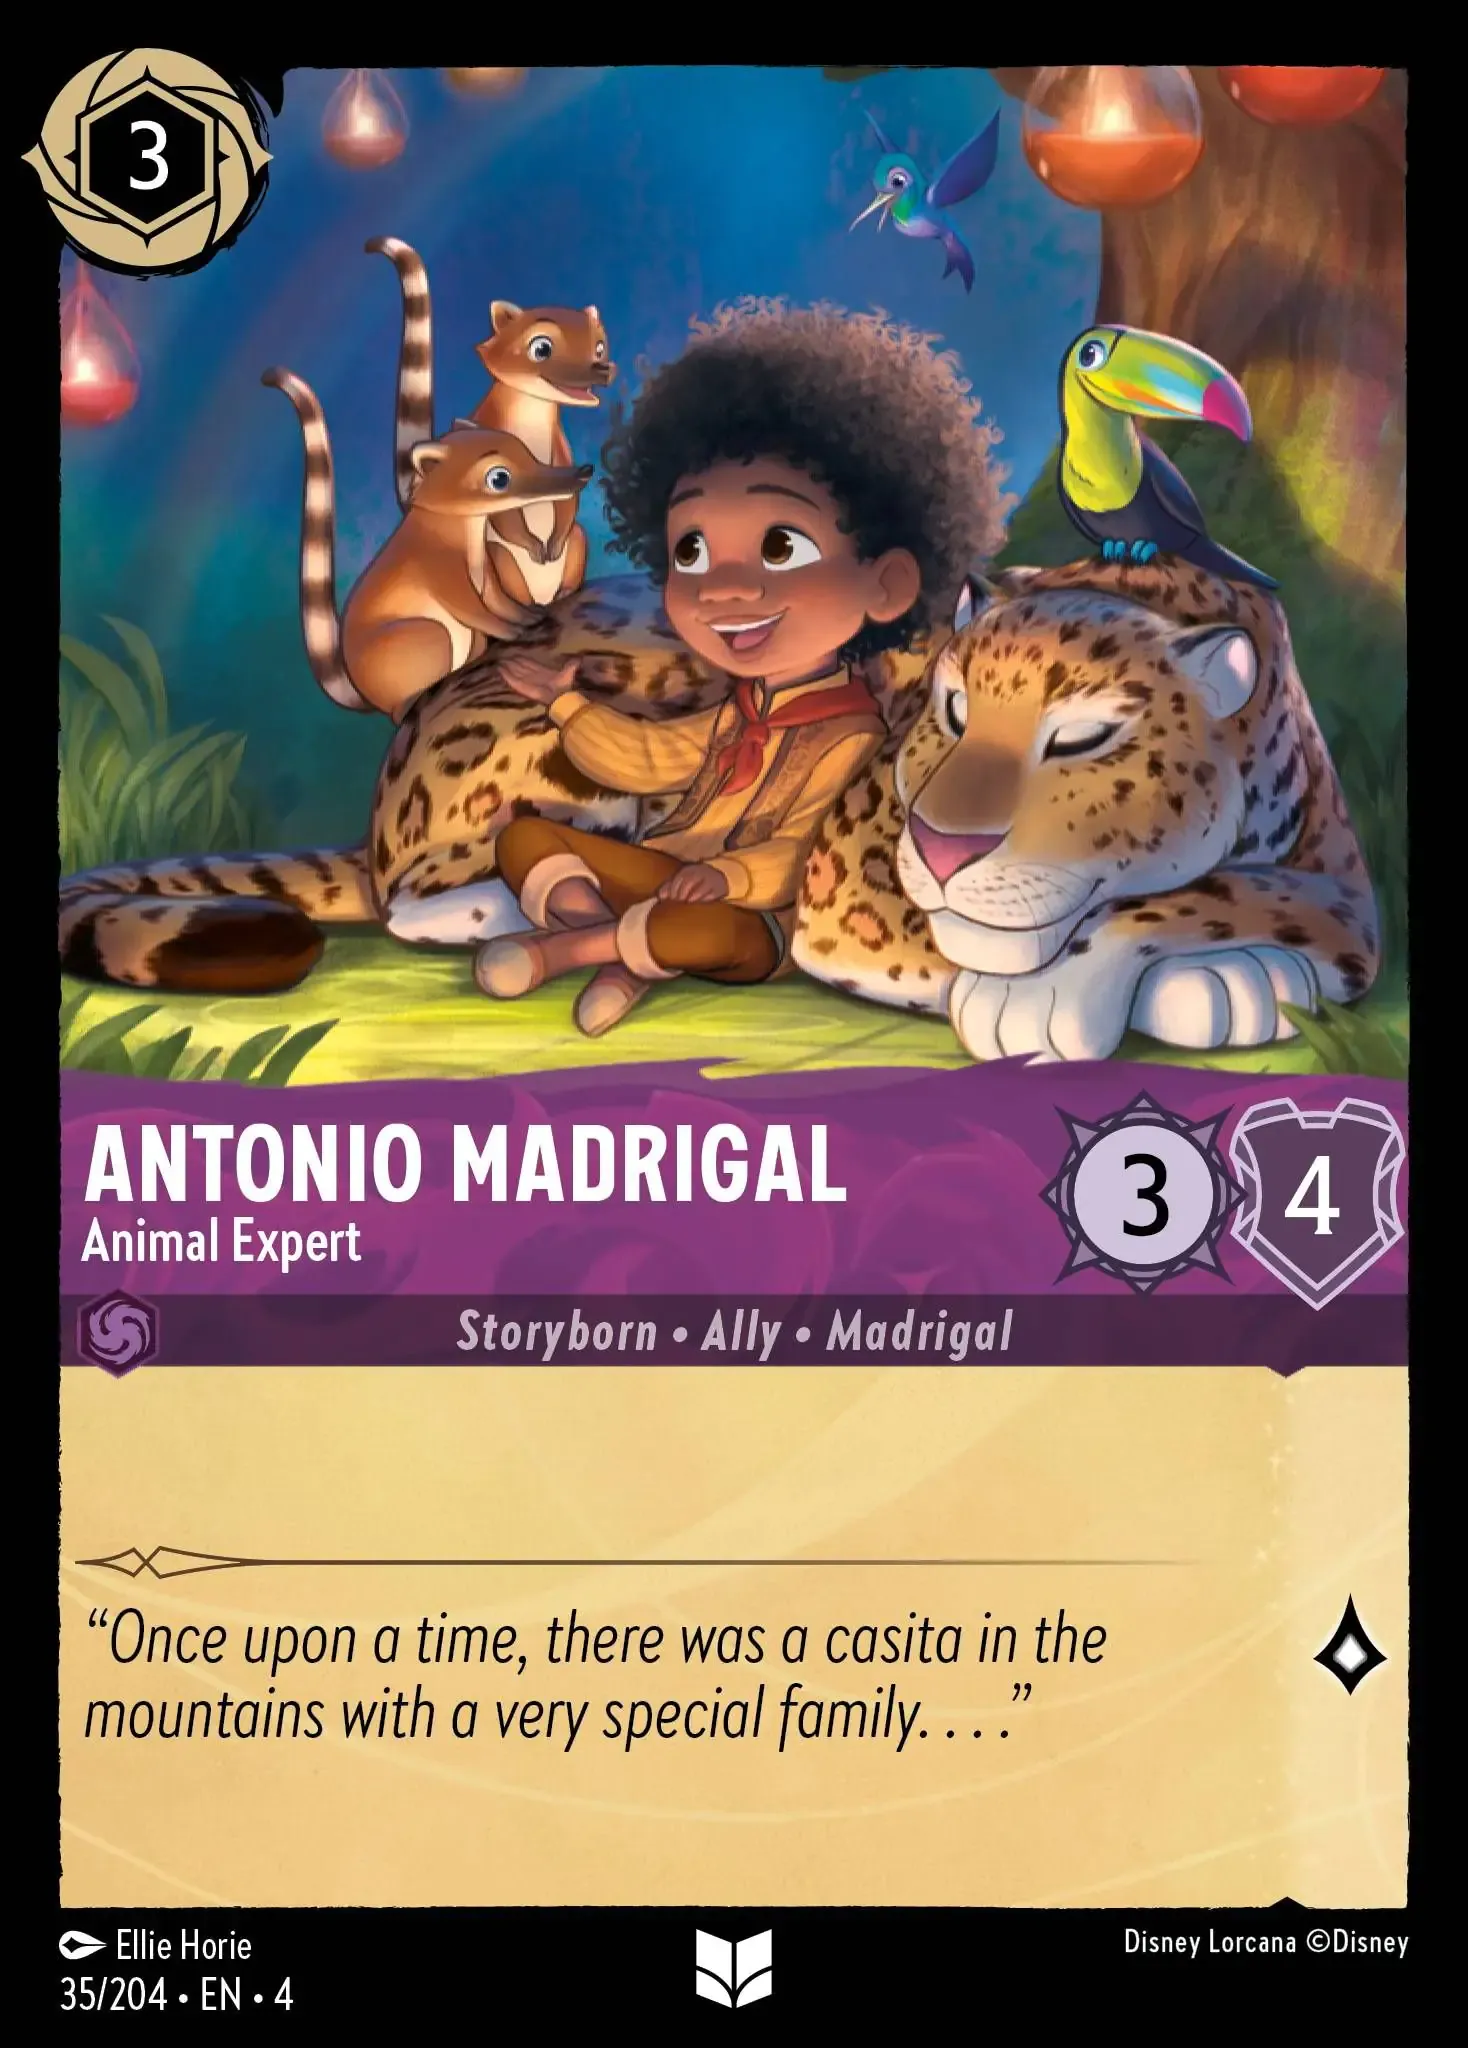 3
ANTONIO MADRIGAL
Animal Expert
3
4
Storyborn • Ally • Madrigal
“Once upon a time, there was a casita in the
mountains with a very special family. . . .”
Ellie Horie
Disney Lorcana ©Disney
35/204 • EN • 4